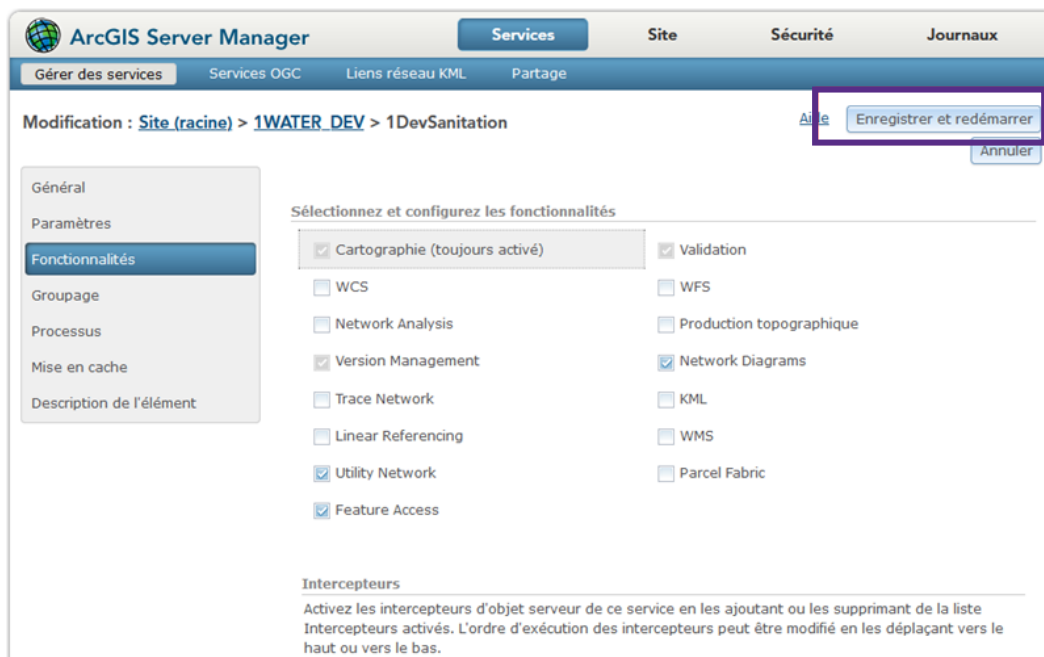 ArcGIS Server Manager
Services Site Sécurité Journaux
Gérer des services Services OGC Liens réseau KML Partage
Modification : Site (racine) > 1WATER_DEV > 1DevSanitation
Aide Enregistrer et redémarrer
Annuler
Général
Paramètres
Fonctionnalités
Groupage
Processus
Mise en cache
Description de l'élément
Sélectionnez et configurez les fonctionnalités
Cartographie (toujours activé) Validation
WCS WFS
Network Analysis Production topographique
Version Management Network Diagrams
Trace Network KML
Linear Referencing WMS
Utility Network Parcel Fabric
Feature Access
Intercepteurs
Activez les intercepteurs d'objet serveur de ce service en les ajoutant ou les supprimant de la liste
Intercepteurs activés. L'ordre d'exécution des intercepteurs peut être modifié en les déplaçant vers le
haut ou vers le bas.